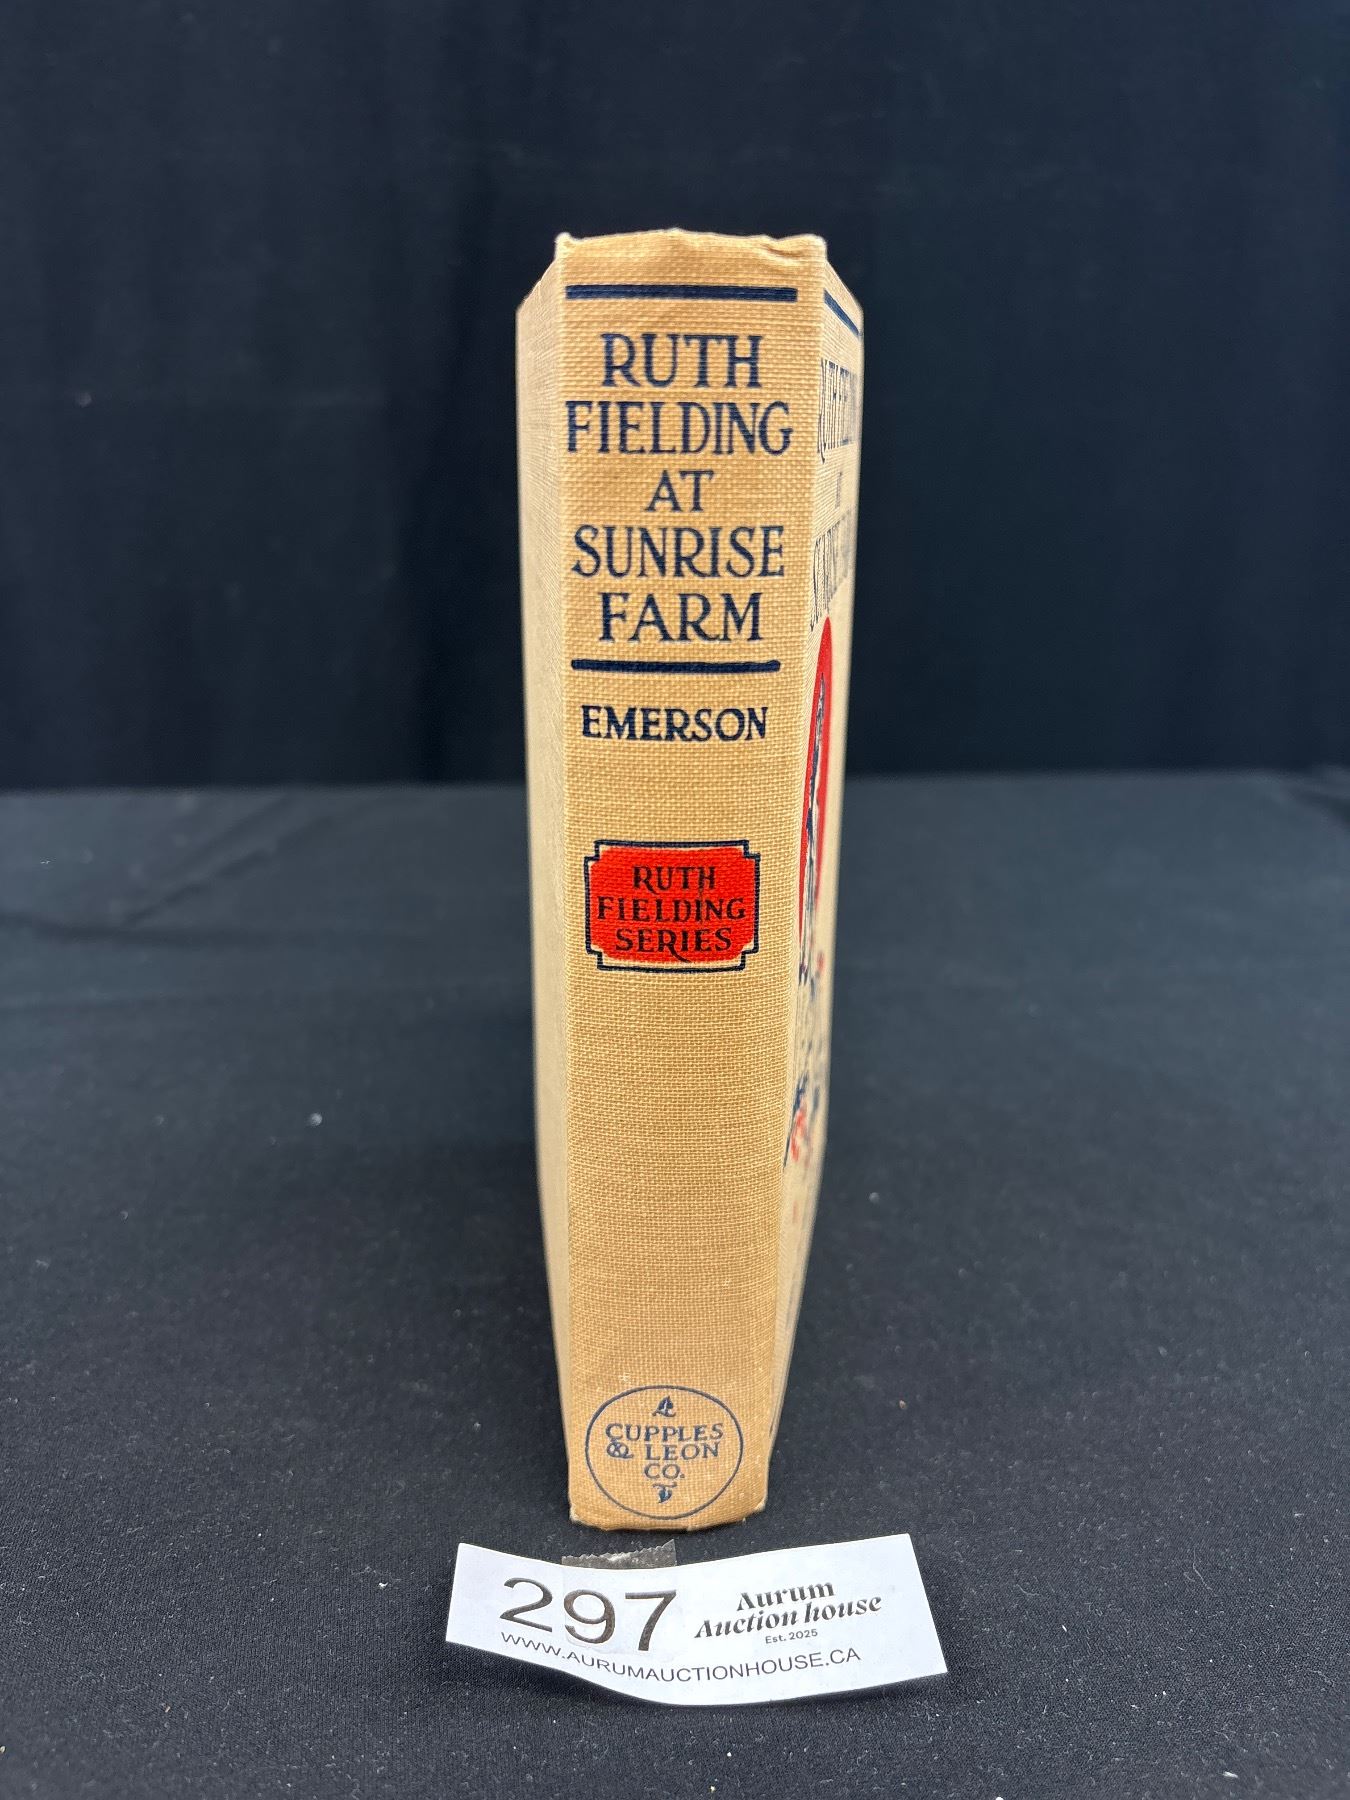 RUTH
FIELDING
AT
SUNRISE
FARM
EMERSON
RUTH
FIELDING
SERIES
CUPPLES
& LEON
CO.
297
Aurum
Auction house
Est. 2025
WWW.AURUMAUCTIONHOUSE.CA